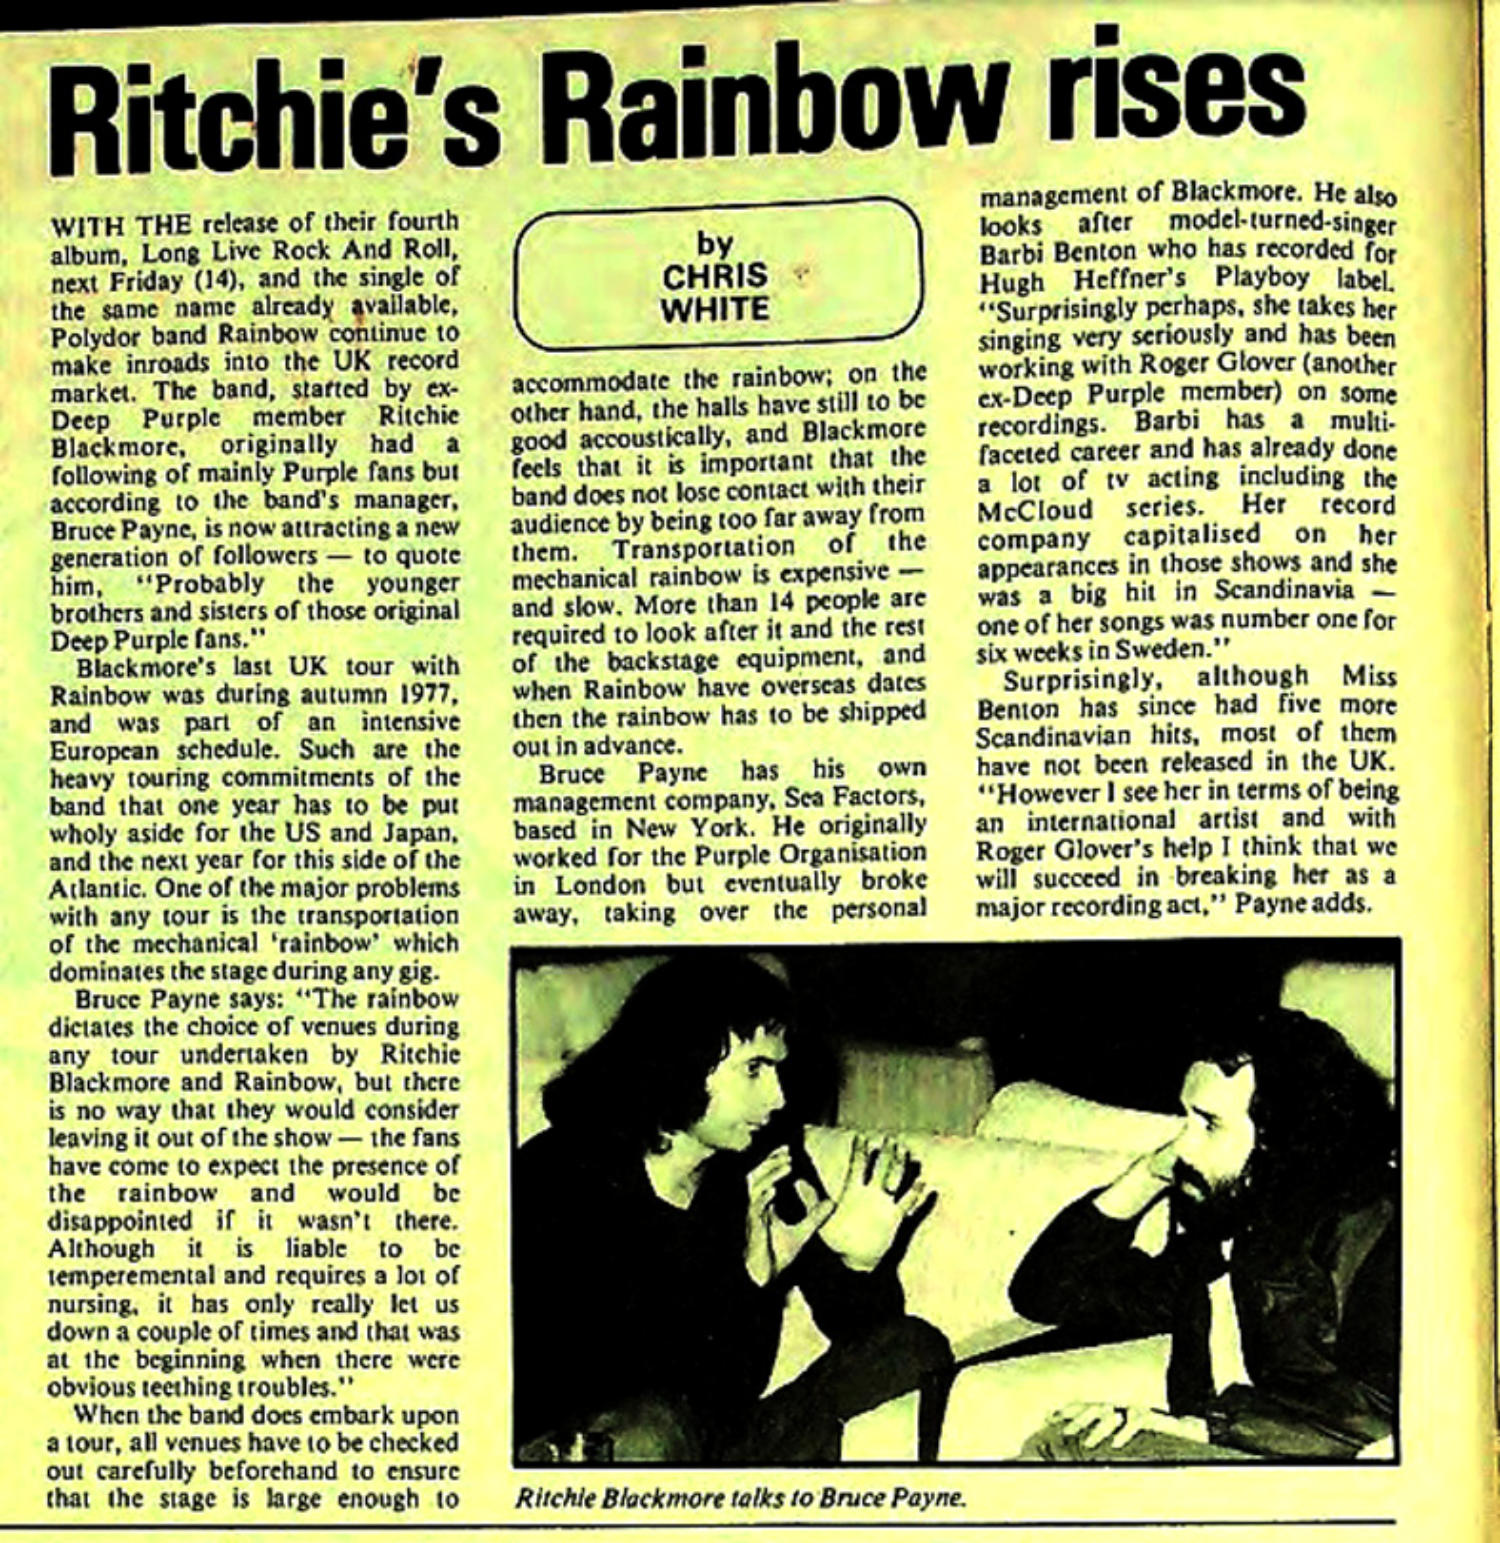 Ritchie's Rainbow rises
WITH THE release of their fourth
album, Long Live Rock And Roll,
next Friday (14), and the single of
the same name already available,
Polydor band Rainbow continue to
make inroads into the UK record
market. The band, started by ex-
Deep Purple member Ritchie
Blackmore, originally had a
following of mainly Purple fans but
according to the band's manager,
Bruce Payne, is now attracting a new
generation of followers — to quote
him, "Probably the younger
brothers and sisters of those original
Deep Purple fans."
Blackmore's last UK tour with
Rainbow was during autumn 1977,
and was part of an intensive
European schedule. Such are the
heavy touring commitments of the
band that one year has to be put
wholy aside for the US and Japan,
and the next year for this side of the
Atlantic. One of the major problems
with any tour is the transportation
of the mechanical 'rainbow' which
dominates the stage during any gig.
Bruce Payne says: "The rainbow
dictates the choice of venues during
any tour undertaken by Ritchie
Blackmore and Rainbow, but there
is no way that they would consider
leaving it out of the show — the fans
have come to expect the presence of
the rainbow and would be
disappointed if it wasn't there.
Although it is liable to be
temperemental and requires a lot of
nursing, it has only really let us
down a couple of times and that was
at the beginning when there were
obvious teething troubles."
When the band does embark upon
a tour, all venues have to be checked
out carefully beforehand to ensure
that the stage is large enough to
by
CHRIS
WHITE
accommodate the rainbow; on the
other hand, the halls have still to be
good accoustically, and Blackmore
feels that it is important that the
band does not lose contact with their
audience by being too far away from
them. Transportation of the
mechanical rainbow is expensive —
and slow. More than 14 people are
required to look after it and the rest
of the backstage equipment, and
when Rainbow have overseas dates
then the rainbow has to be shipped
out in advance.
Bruce Payne has his own
management company, Sea Factors,
based in New York. He originally
worked for the Purple Organisation
in London but eventually broke
away, taking over the personal
management of Blackmore. He also
looks after model-turned-singer
Barbi Benton who has recorded for
Hugh Heffner's Playboy label.
"Surprisingly perhaps, she takes her
singing very seriously and has been
working with Roger Glover (another
ex-Deep Purple member) on some
recordings. Barbi has a multi-
faceted career and has already done
a lot of tv acting including the
McCloud series. Her record
company capitalised on her
appearances in those shows and she
was a big hit in Scandinavia —
one of her songs was number one for
six weeks in Sweden."
Surprisingly, although Miss
Benton has since had five more
Scandinavian hits, most of them
have not been released in the UK.
"However I see her in terms of being
an international artist and with
Roger Glover's help I think that we
will succeed in breaking her as a
major recording act," Payne adds.
Ritchie Blackmore talks to Bruce Payne.